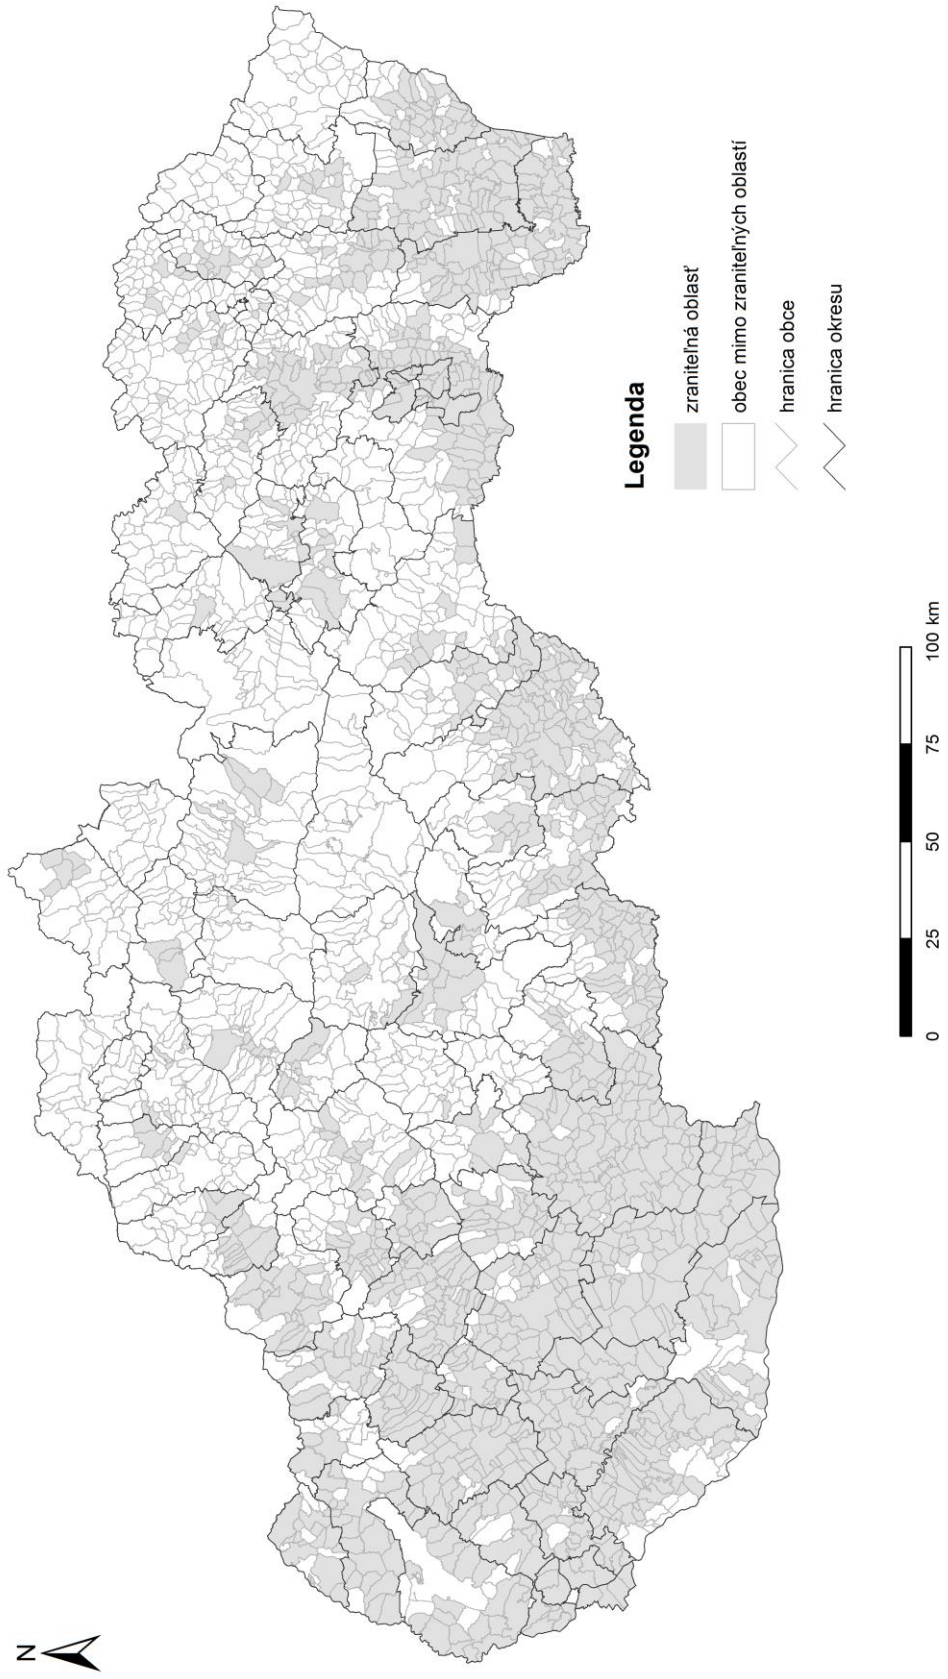 N
Legenda
zraniteľná oblasť
obec mimo zraniteľných oblastí
hranica obce
hranica okresu
0 25 50 75 100 km